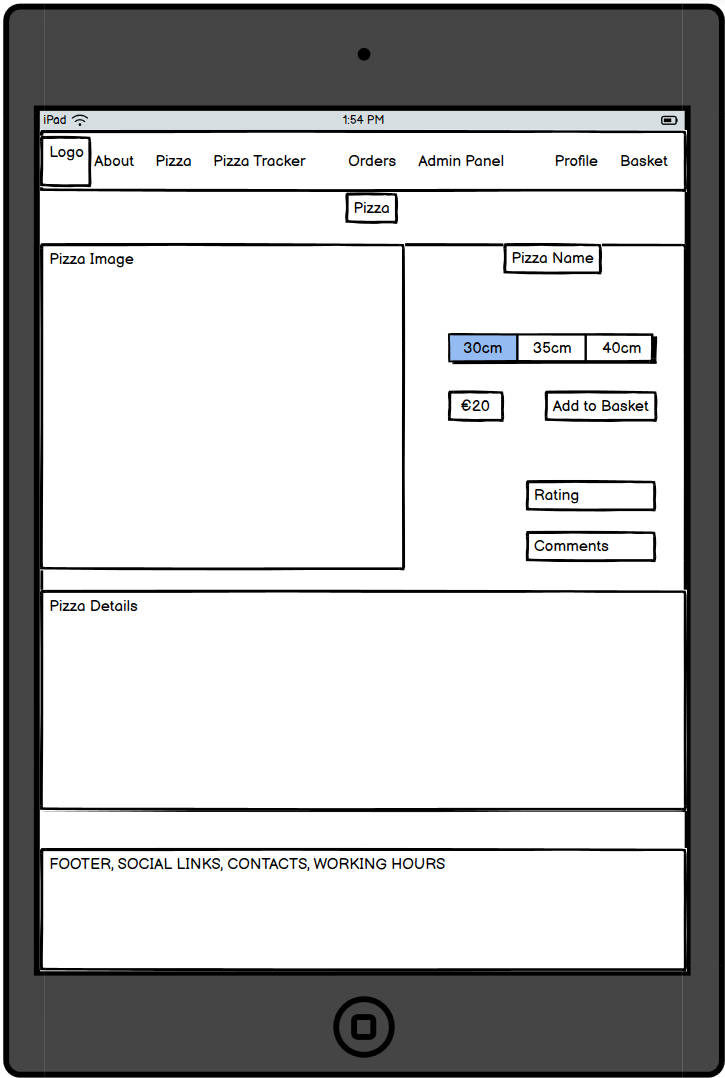 iPad 1:54 PM
Logo About Pizza Pizza Tracker Orders Admin Panel Profile Basket
Pizza
Pizza Image
Pizza Name
30cm 35cm 40cm
€20 Add to Basket
Rating
Comments
Pizza Details
FOOTER, SOCIAL LINKS, CONTACTS, WORKING HOURS